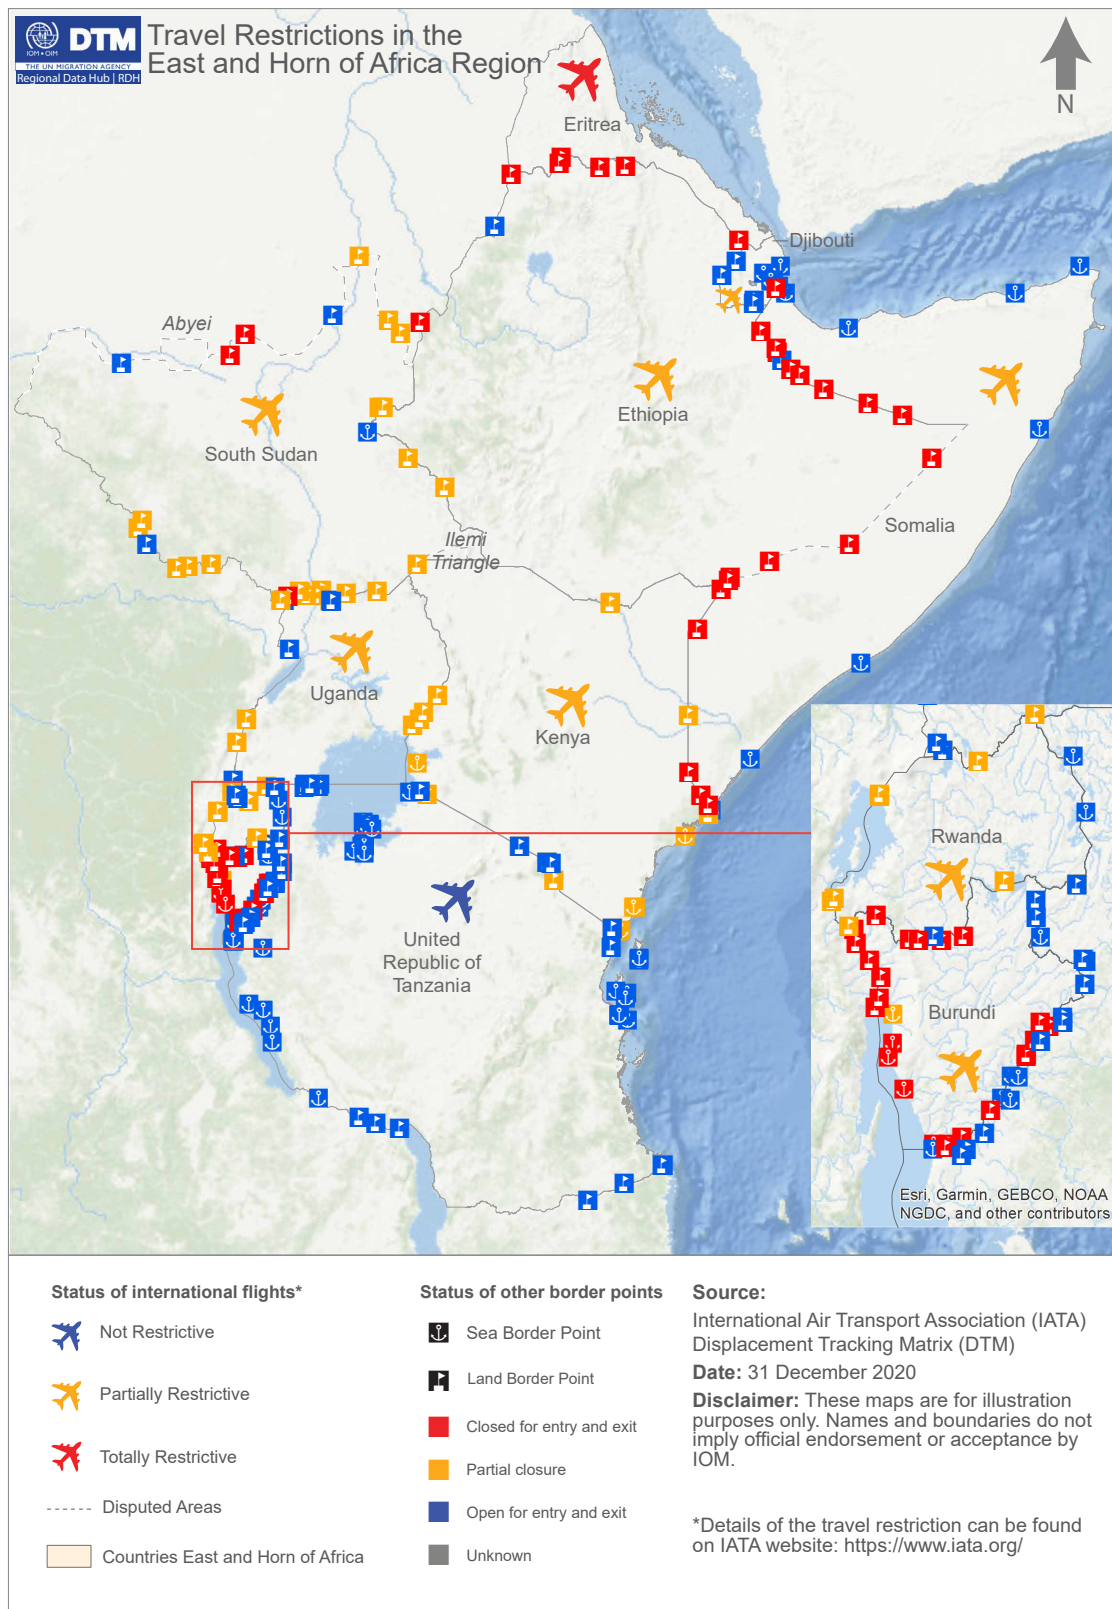 IOM • OIM
DTM
THE UN MIGRATION AGENCY
Regional Data Hub | RDH
Travel Restrictions in the
East and Horn of Africa Region
N
Eritrea
Djibouti
Abyei
Ethiopia
South Sudan
Somalia
Ilemi
Triangle
Uganda
Kenya
Rwanda
United
Republic of
Tanzania
Burundi
Esri, Garmin, GEBCO, NOAA
NGDC, and other contributors
Status of international flights*
Not Restrictive
Partially Restrictive
Totally Restrictive
Disputed Areas
Countries East and Horn of Africa
Status of other border points
Sea Border Point
Land Border Point
Closed for entry and exit
Partial closure
Open for entry and exit
Unknown
Source:
International Air Transport Association (IATA)
Displacement Tracking Matrix (DTM)
Date: 31 December 2020
Disclaimer: These maps are for illustration
purposes only. Names and boundaries do not
imply official endorsement or acceptance by
IOM.
*Details of the travel restriction can be found
on IATA website: https://www.iata.org/